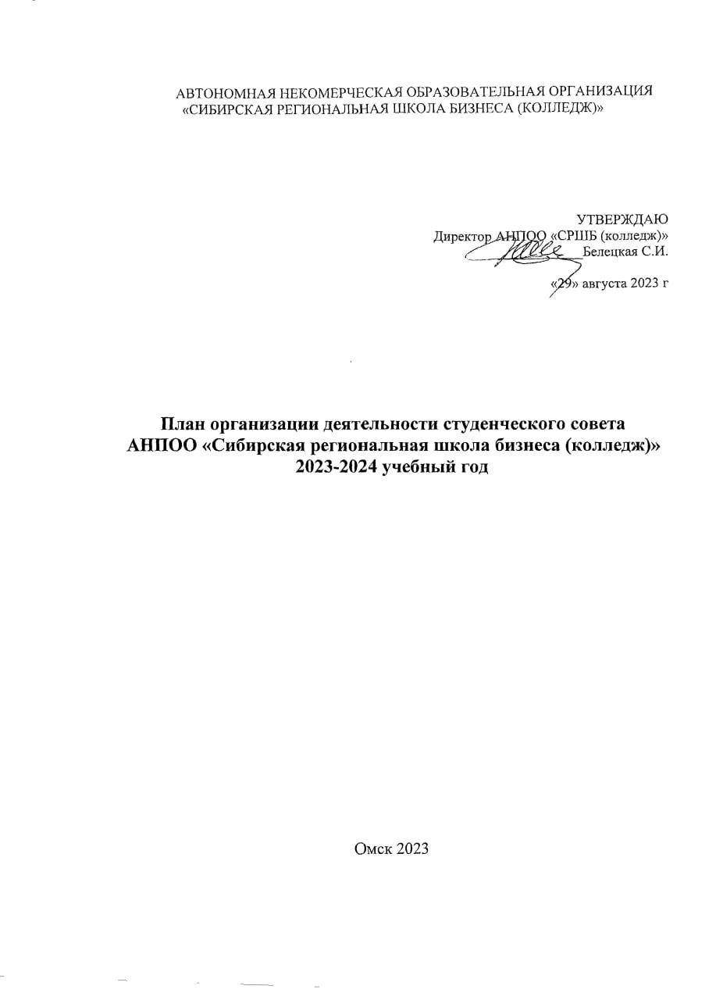 АВТОНОМНАЯ НЕКОМЕРЧЕСКАЯ ОБРАЗОВАТЕЛЬНАЯ ОРГАНИЗАЦИЯ
«СИБИРСКАЯ РЕГИОНАЛЬНАЯ ШКОЛА БИЗНЕСА (КОЛЛЕДЖ)»
УТВЕРЖДАЮ
Директор АНПОО «СРШБ (колледж)»
Белецкая С.И.
«29» августа 2023 г
План организации деятельности студенческого совета
АНПОО «Сибирская региональная школа бизнеса (колледж)»
2023-2024 учебный год
Омск 2023